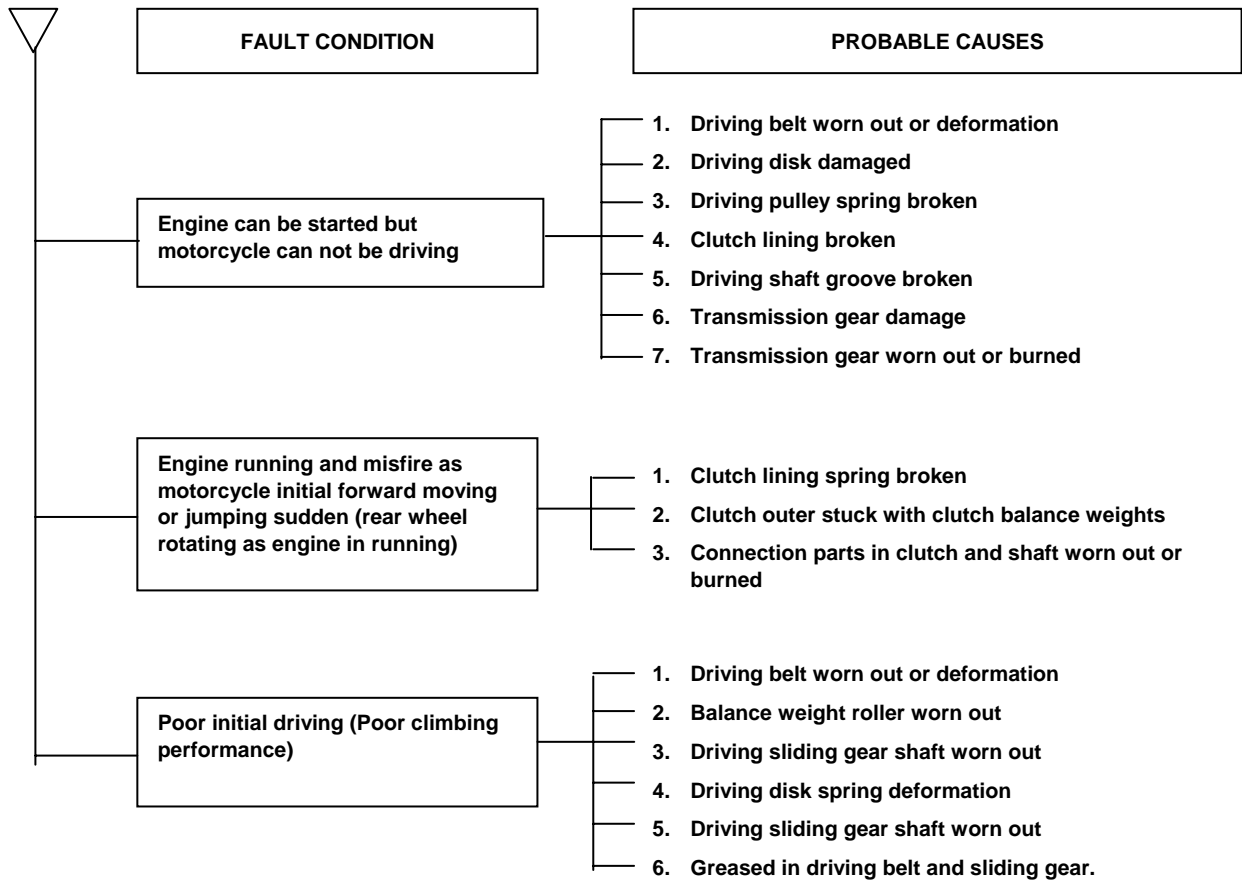 FAULT CONDITION
PROBABLE CAUSES
Engine can be started but
motorcycle can not be driving
1. Driving belt worn out or deformation
2. Driving disk damaged
3. Driving pulley spring broken
4. Clutch lining broken
5. Driving shaft groove broken
6. Transmission gear damage
7. Transmission gear worn out or burned
Engine running and misfire as
motorcycle initial forward moving
or jumping sudden (rear wheel
rotating as engine in running)
1. Clutch lining spring broken
2. Clutch outer stuck with clutch balance weights
3. Connection parts in clutch and shaft worn out or
burned
Poor initial driving (Poor climbing
performance)
1. Driving belt worn out or deformation
2. Balance weight roller worn out
3. Driving sliding gear shaft worn out
4. Driving disk spring deformation
5. Driving sliding gear shaft worn out
6. Greased in driving belt and sliding gear.